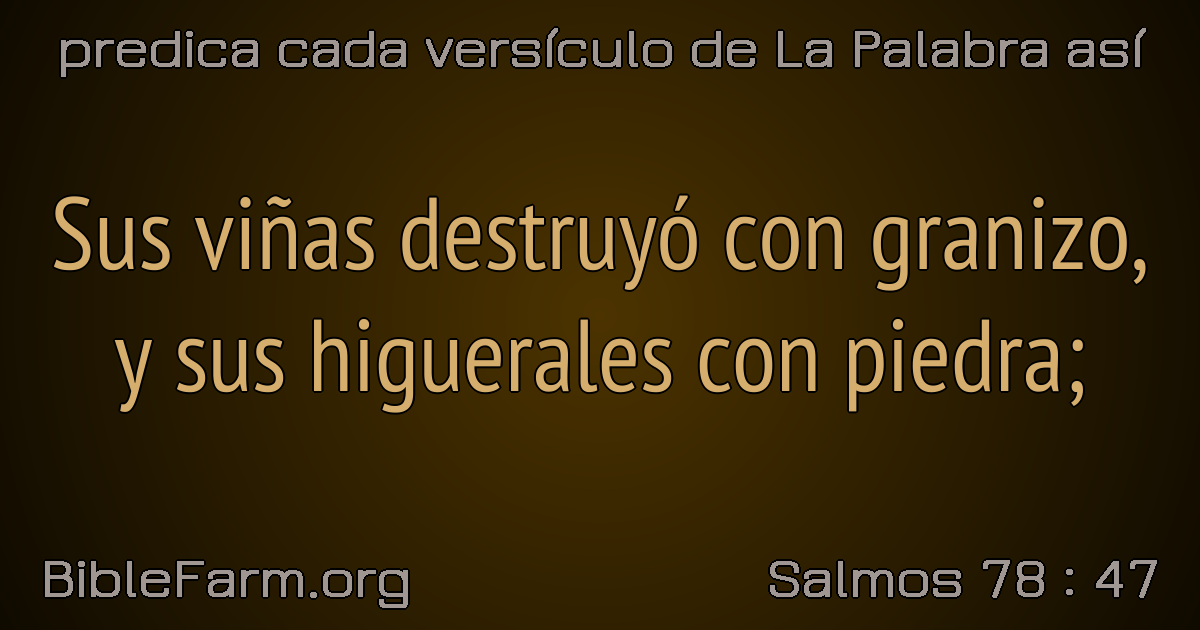 predica cada versículo de La Palabra así
Sus viñas destruyó con granizo,
y sus higuerales con piedra;
BibleFarm.org
Salmos 78 : 47